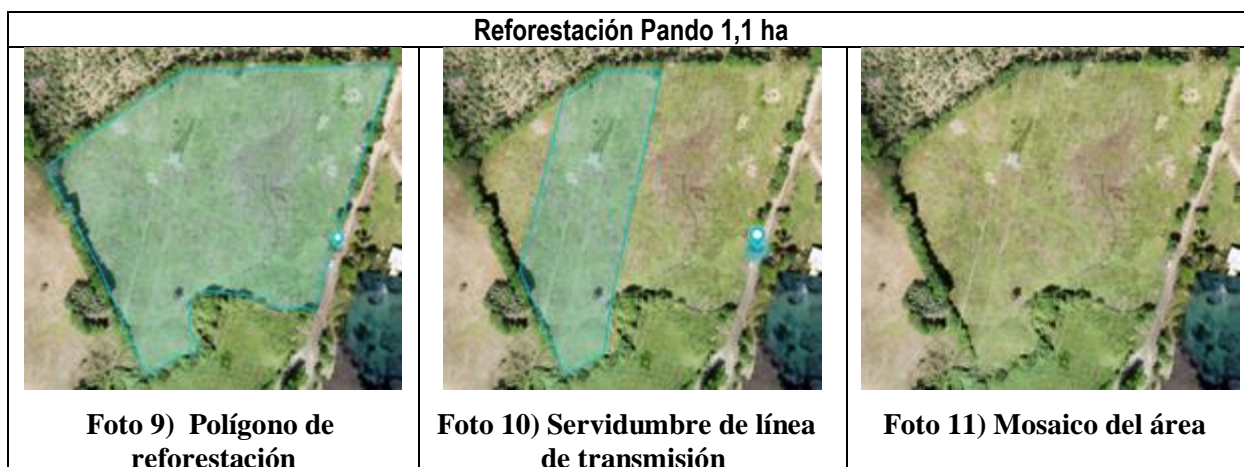 Reforestación Pando 1,1 ha
Foto 9) Polígono de
reforestación
Foto 10) Servidumbre de línea
de transmisión
Foto 11) Mosaico del área